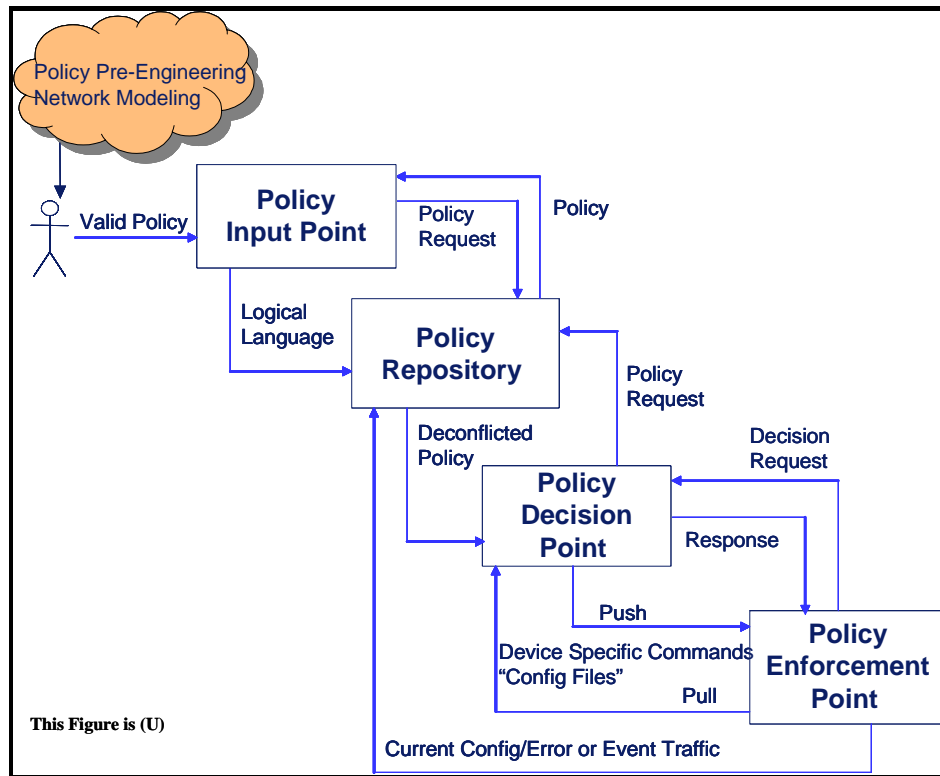 Policy Pre-Engineering
Network Modeling
Valid Policy
Policy
Input Point
Policy
Request
Policy
Logical
Language
Policy
Repository
Policy
Request
Deconflicted
Policy
Decision
Request
Policy
Decision
Point
Response
Push
Device Specific Commands
“Config Files”
Pull
Policy
Enforcement
Point
This Figure is (U)
Current Config/Error or Event Traffic